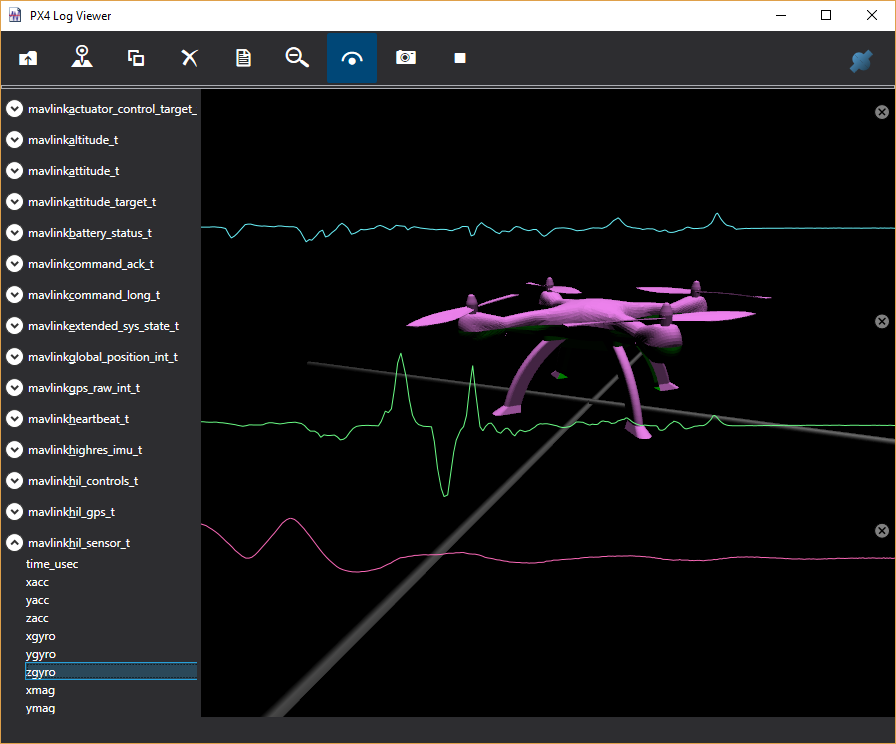 PX4 Log Viewer
mavlinkactuator_control_target_
mavlinkaltitude_t
mavlinkattitude_t
mavlinkattitude_target_t
mavlinkbattery_status_t
mavlinkcommand_ack_t
mavlinkcommand_long_t
mavlinkextended_sys_state_t
mavlinkglobal_position_int_t
mavlinkgps_raw_int_t
mavlinkheartbeat_t
mavlinkhighres_imu_t
mavlinkhil_controls_t
mavlinkhil_gps_t
mavlinkhil_sensor_t
time_usec
xacc
yacc
zacc
xgyro
ygyro
zgyro
xmag
ymag